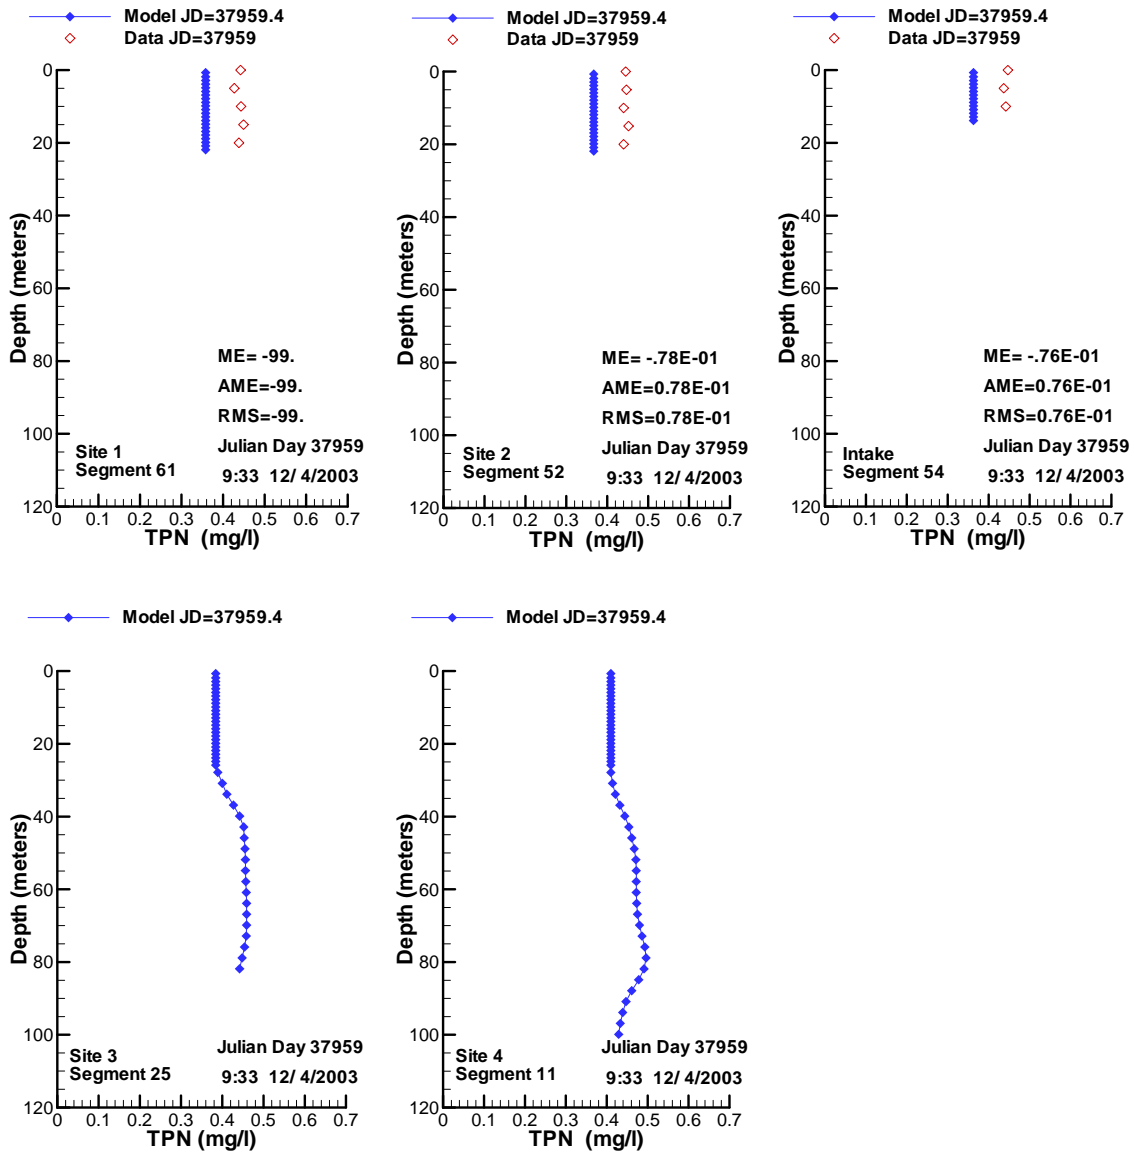 Model JD=37959.4
Data JD=37959
0
20
40
60
80
100
120
Depth (meters)
ME= -99.
AME=-99.
RMS=-99.
Site 1
Segment 61
Julian Day 37959
9:33 12/ 4/2003
0 0.1 0.2 0.3 0.4 0.5 0.6 0.7
TPN (mg/l)
Model JD=37959.4
Data JD=37959
0
20
40
60
80
100
120
Depth (meters)
ME= -.78E-01
AME=0.78E-01
RMS=0.78E-01
Site 2
Segment 52
Julian Day 37959
9:33 12/ 4/2003
0 0.1 0.2 0.3 0.4 0.5 0.6 0.7
TPN (mg/l)
Model JD=37959.4
Data JD=37959
0
20
40
60
80
100
120
Depth (meters)
ME= -.76E-01
AME=0.76E-01
RMS=0.76E-01
Intake
Segment 54
Julian Day 37959
9:33 12/ 4/2003
0 0.1 0.2 0.3 0.4 0.5 0.6 0.7
TPN (mg/l)
Model JD=37959.4
0
20
40
60
80
100
120
Depth (meters)
Site 3
Segment 25
Julian Day 37959
9:33 12/ 4/2003
0 0.1 0.2 0.3 0.4 0.5 0.6 0.7
TPN (mg/l)
Model JD=37959.4
0
20
40
60
80
100
120
Depth (meters)
Site 4
Segment 11
Julian Day 37959
9:33 12/ 4/2003
0 0.1 0.2 0.3 0.4 0.5 0.6 0.7
TPN (mg/l)